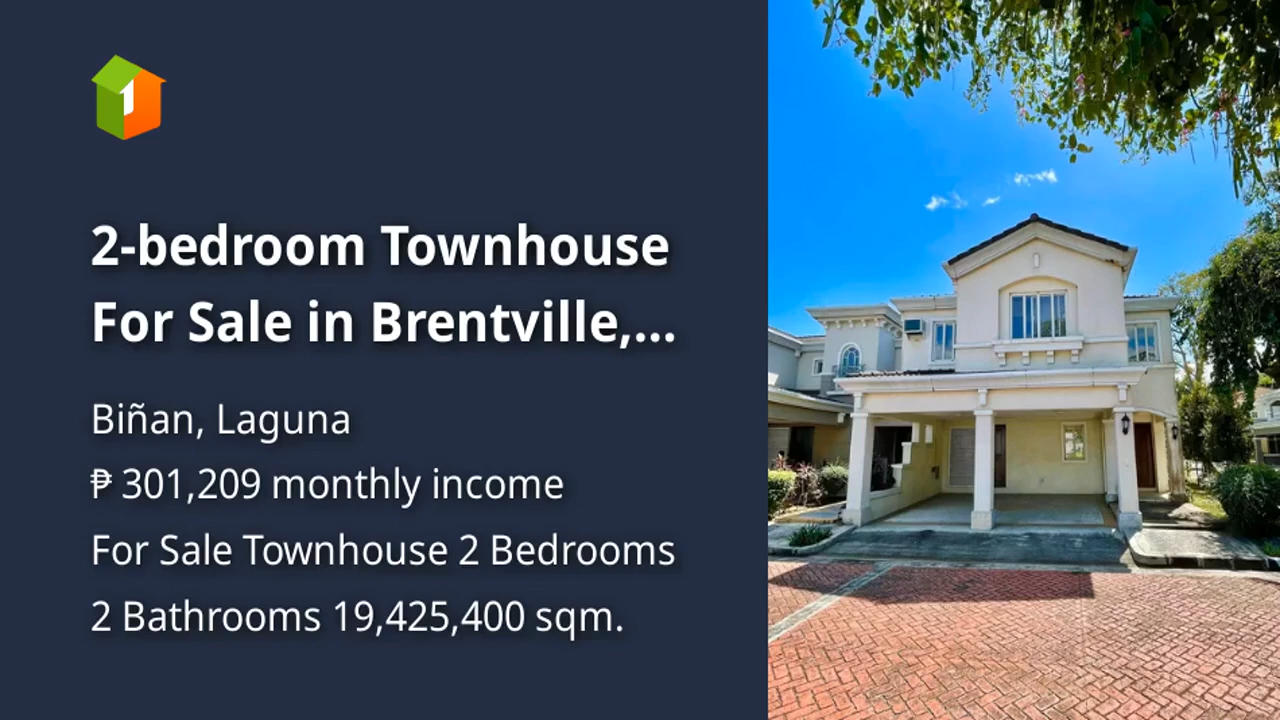 2-bedroom Townhouse
For Sale in Brentville,...
Biñan, Laguna
₱ 301,209 monthly income
For Sale Townhouse 2 Bedrooms
2 Bathrooms 19,425,400 sqm.